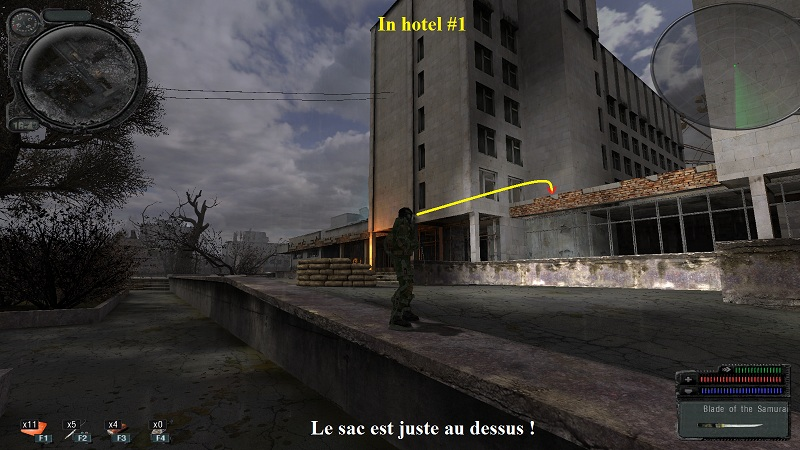 In hotel #1
Le sac est juste au dessus !
Blade of the Samurai
x11 x5 x4 x0
F1 F2 F3 F4